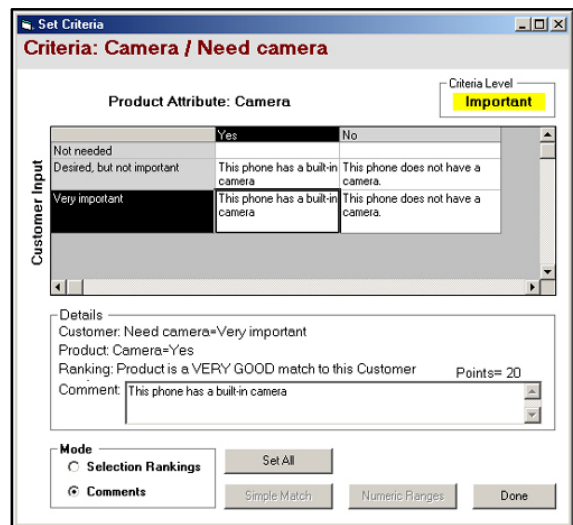 Set Criteria
Criteria: Camera / Need camera
Criteria Level
Product Attribute: Camera
Important
Yes No
Not needed
Desired, but not important This phone has a built-in This phone does not have a
camera camera.
Very important This phone has a built-in This phone does not have a
camera camera.
Customer Input
Details
Customer: Need camera=Very important
Product: Camera=Yes
Ranking: Product is a VERY GOOD match to this Customer Points= 20
Comment: This phone has a built-in camera
Mode
Selection Rankings Set All
Comments Simple Match Numeric Ranges Done